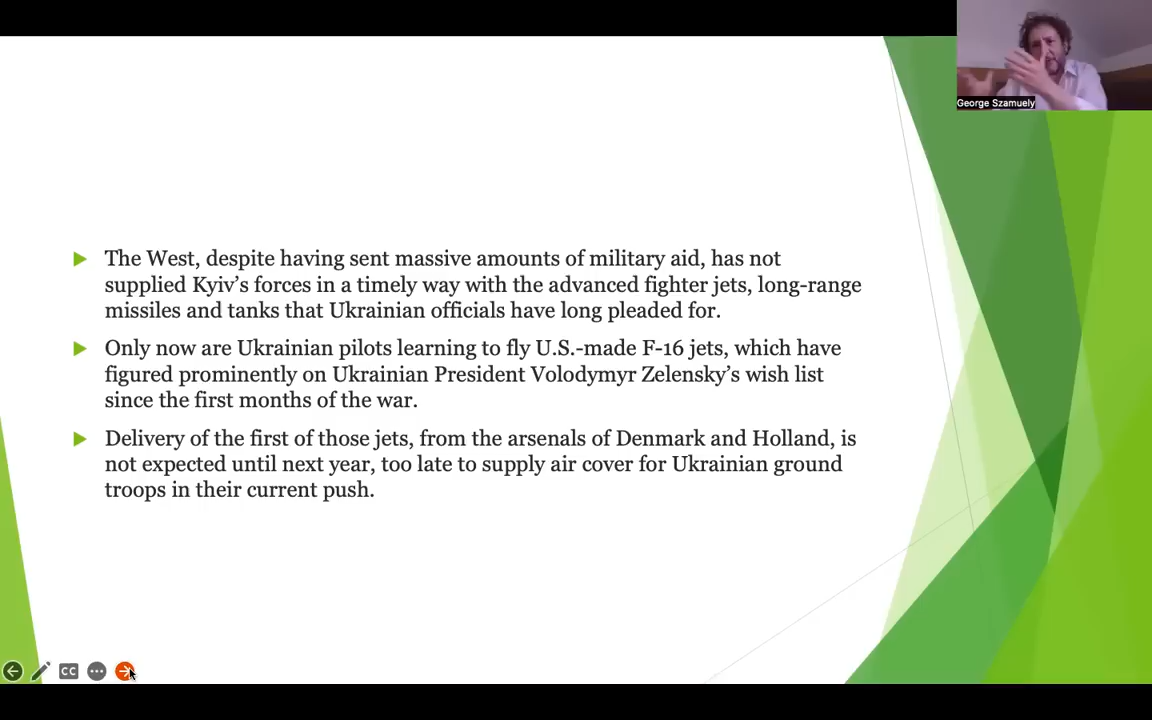 George Szamuely
The West, despite having sent massive amounts of military aid, has not
supplied Kyiv’s forces in a timely way with the advanced fighter jets, long-range
missiles and tanks that Ukrainian officials have long pleaded for.
Only now are Ukrainian pilots learning to fly U.S.-made F-16 jets, which have
figured prominently on Ukrainian President Volodymyr Zelensky’s wish list
since the first months of the war.
Delivery of the first of those jets, from the arsenals of Denmark and Holland, is
not expected until next year, too late to supply air cover for Ukrainian ground
troops in their current push.
CC